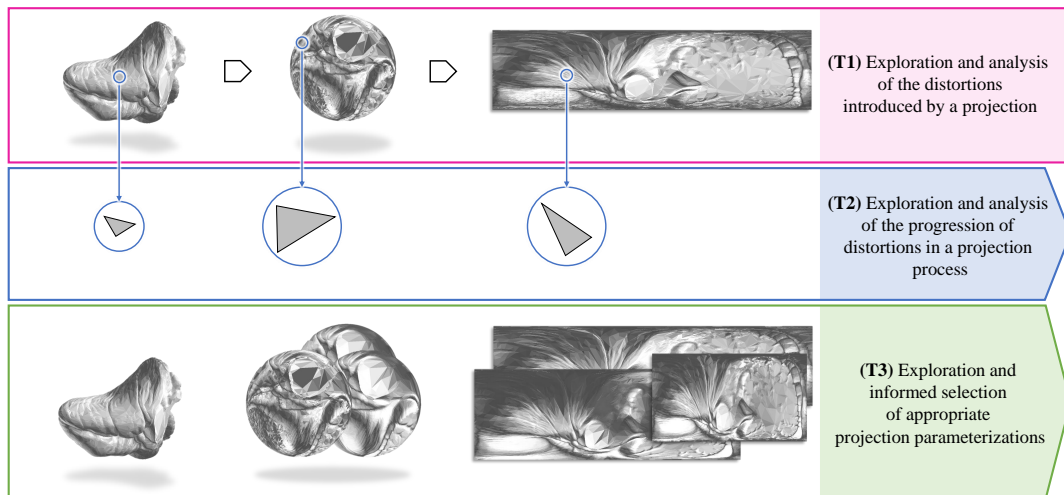 (T1) Exploration and analysis
of the distortions
introduced by a projection
(T2) Exploration and analysis
of the progression of
distortions in a projection
process
(T3) Exploration and
informed selection
of appropriate
projection parameterizations